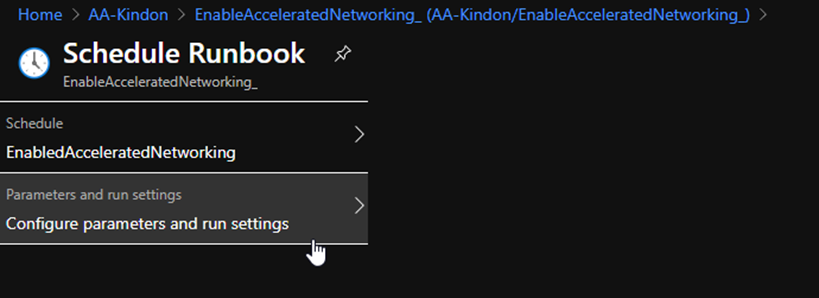 Home > AA-Kindon > EnableAcceleratedNetworking_ (AA-Kindon/EnableAcceleratedNetworking_) >
Schedule Runbook
EnableAcceleratedNetworking_
Schedule
EnabledAcceleratedNetworking
Parameters and run settings
Configure parameters and run settings